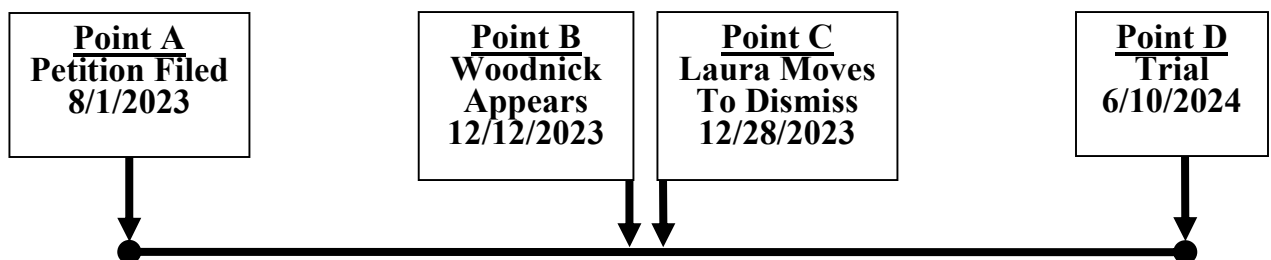 Point A
Petition Filed
8/1/2023
Point B
Woodnick
Appears
12/12/2023
Point C
Laura Moves
To Dismiss
12/28/2023
Point D
Trial
6/10/2024